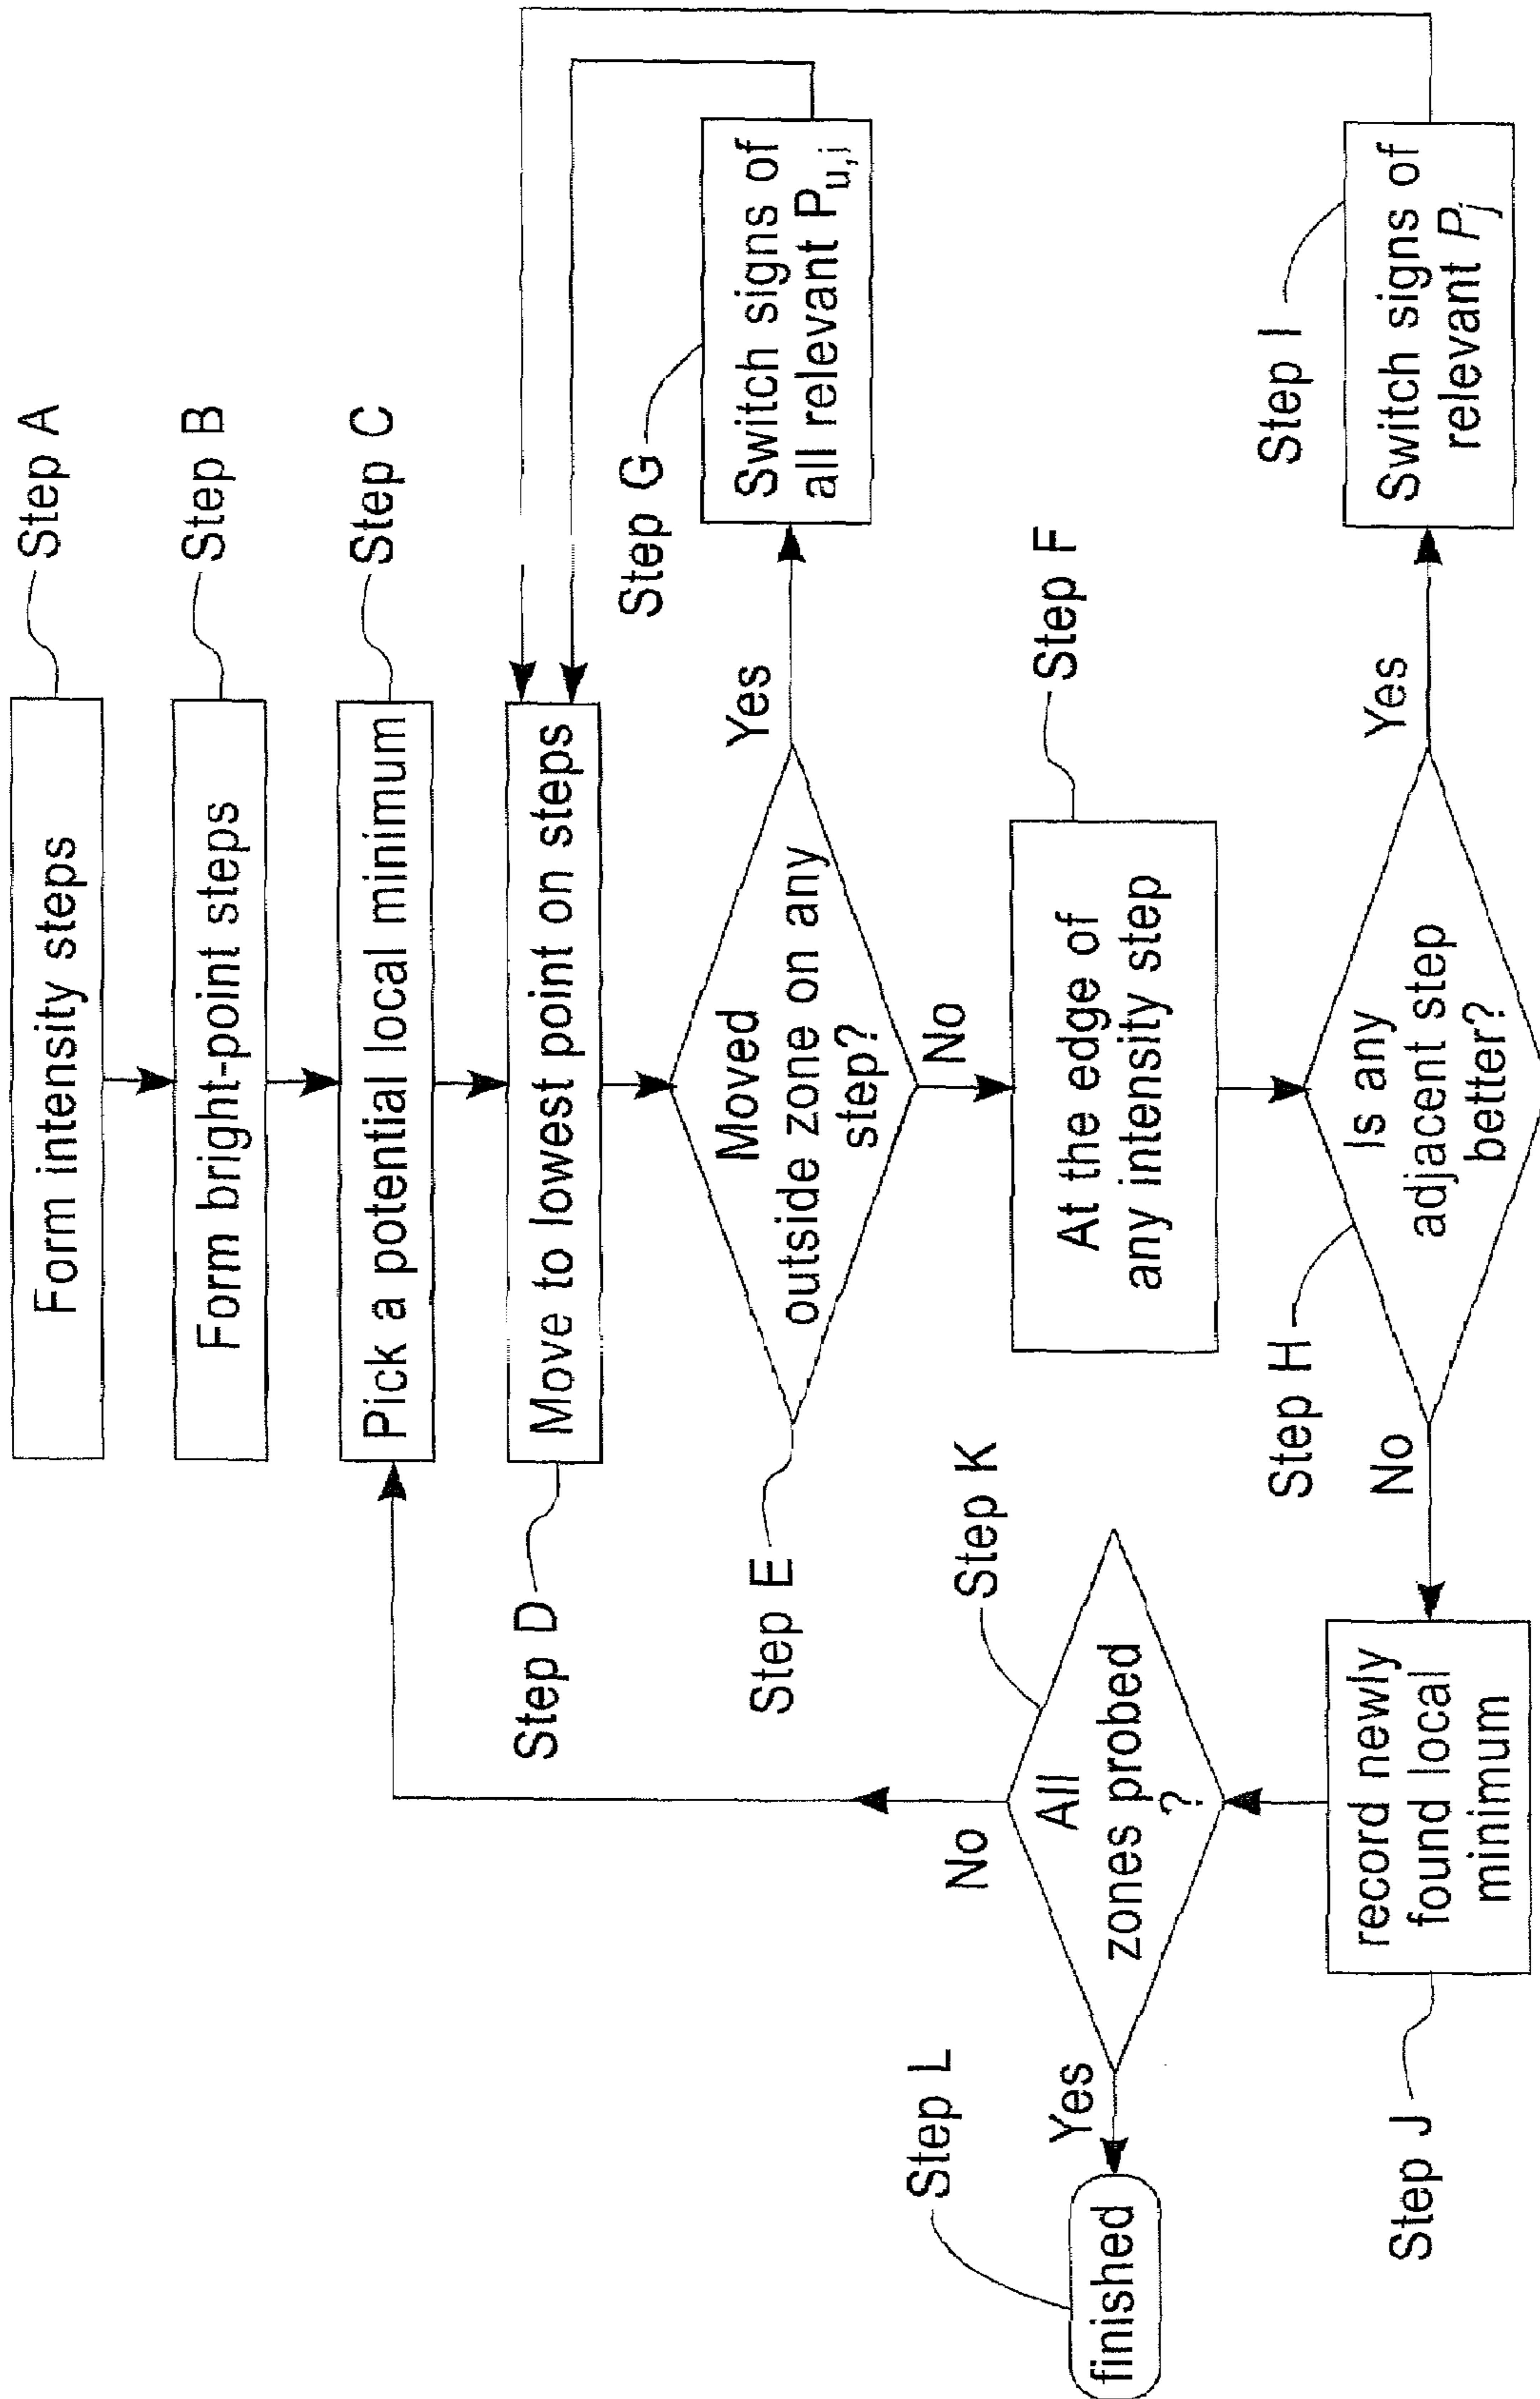 Form intensity steps
Step A
Form bright-point steps
Step B
Pick a potential local minimum
Step C
Move to lowest point on steps
Step D
Moved
outside zone on any
step?
Step E
Yes
Switch signs of
all relevant P u,i
Step G
No
At the edge of
any intensity step
Step F
Is any
adjacent step
better?
Step H
Yes
Switch signs of
relevant P j
Step I
No
record newly
found local
minimum
Step J
All
zones probed
?
Step K
No
Yes
finished
Step L